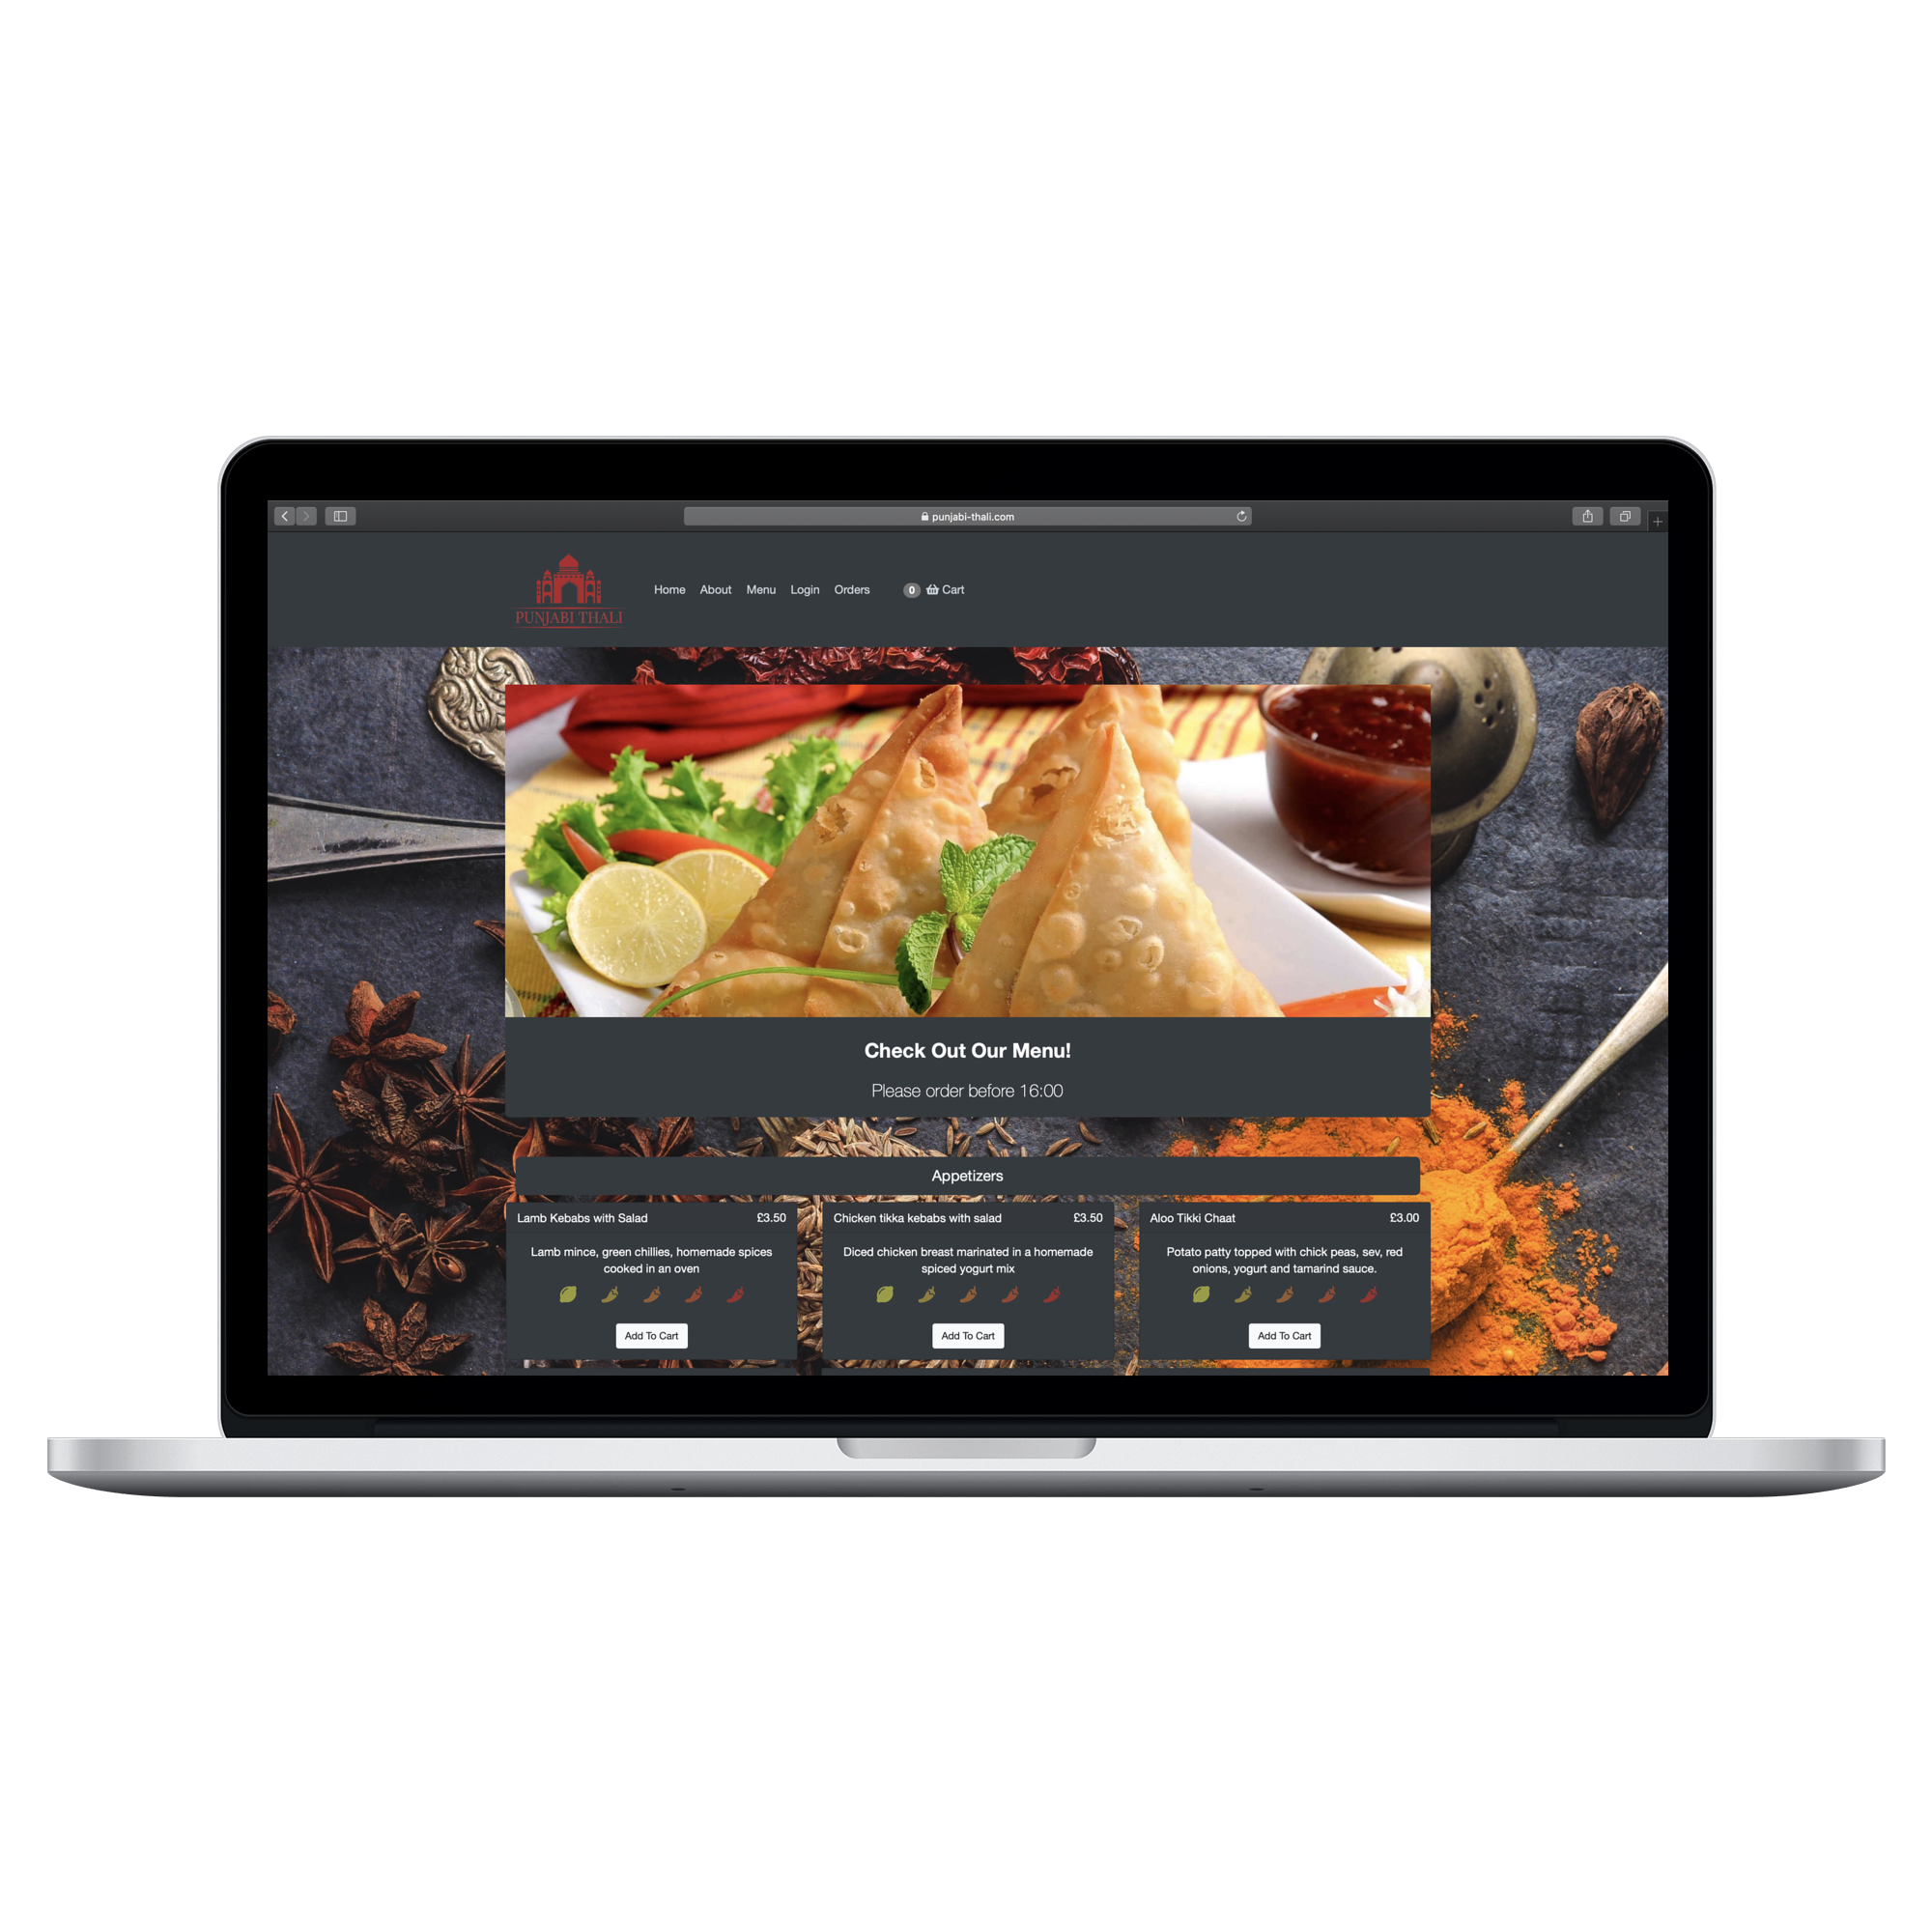 punjabi-thali.com
PUNJABI THALI
Home About Menu Login Orders 0 Cart
Check Out Our Menu!
Please order before 16:00
Appetizers
Lamb Kebabs with Salad £3.50
Lamb mince, green chillies, homemade spices
cooked in an oven
Add To Cart
Chicken tikka kebabs with salad £3.50
Diced chicken breast marinated in a homemade
spiced yogurt mix
Add To Cart
Aloo Tikki Chaat £3.00
Potato patty topped with chick peas, sev, red
onions, yogurt and tamarind sauce.
Add To Cart